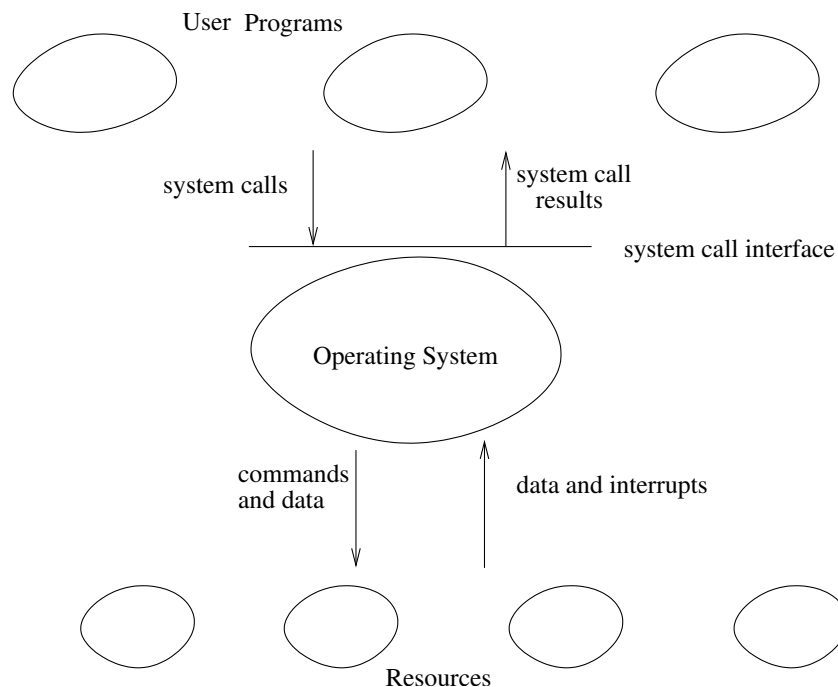 User Programs
system calls
system call
results
system call interface
Operating System
commands
and data
data and interrupts
Resources